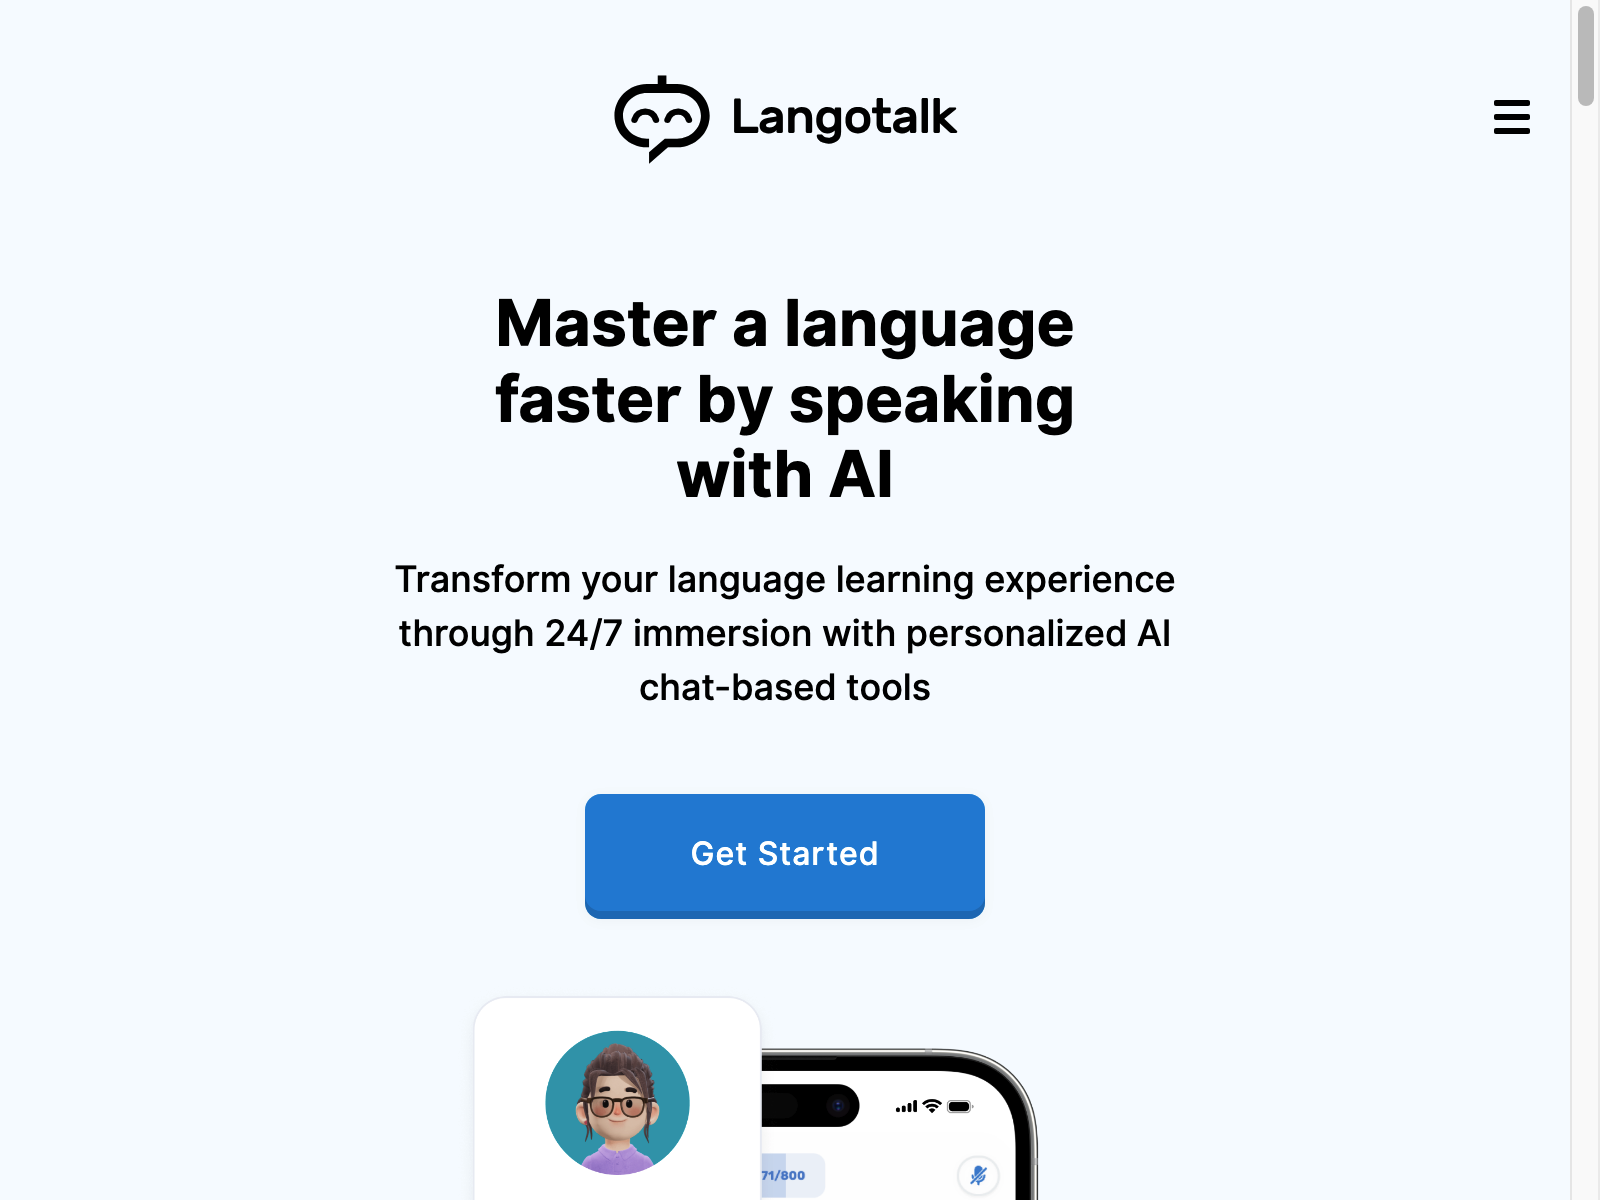 Langotalk
Master a language
faster by speaking
with AI
Transform your language learning experience
through 24/7 immersion with personalized AI
chat-based tools
Get Started
71/800